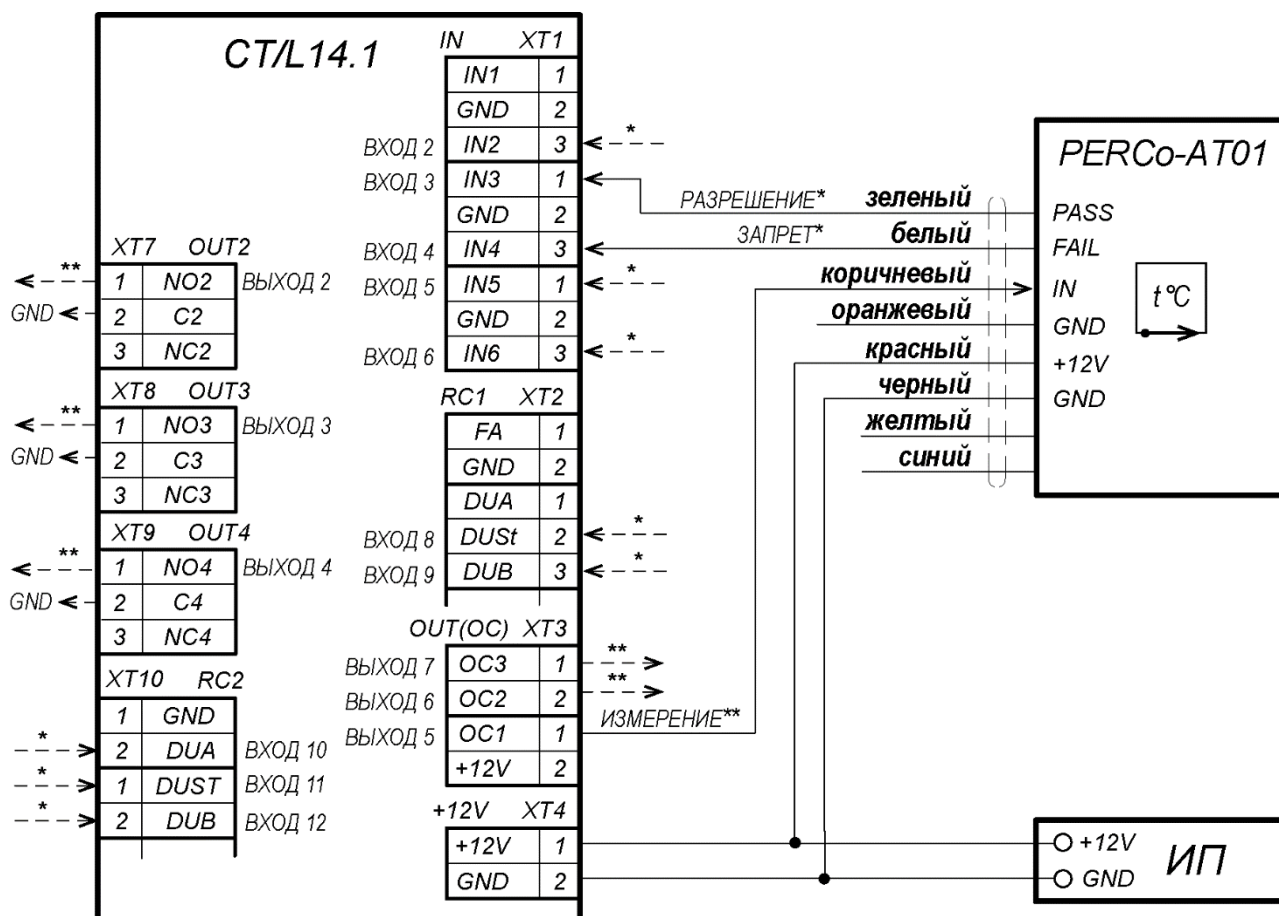 CT/L14.1
IN XT1
IN1 1
GND 2
ВХОД 2 IN2 3 *
ВХОД 3 IN3 1
GND 2
ВХОД 4 IN4 3
ВХОД 5 IN5 1 *
GND 2
ВХОД 6 IN6 3 *
RC1 XT2
FA 1
GND 2
DUA 1
ВХОД 8 DUSt 2 *
ВХОД 9 DUB 3 *
OUT(OC) XT3
ВЫХОД 7 OC3 1 **
ВЫХОД 6 OC2 2 **
ВЫХОД 5 OC1 1
+12V 2
+12V XT4
+12V 1
GND 2
XT7 OUT2
** 1 NO2 ВЫХОД 2
GND 2 C2
3 NC2
XT8 OUT3
** 1 NO3 ВЫХОД 3
GND 2 C3
3 NC3
XT9 OUT4
** 1 NO4 ВЫХОД 4
GND 2 C4
3 NC4
XT10 RC2
1 GND
* 2 DUA ВХОД 10
* 1 DUST ВХОД 11
* 2 DUB ВХОД 12
РАЗРЕШЕНИЕ* зеленый
ЗАПРЕТ* белый
коричневый
оранжевый
красный
черный
желтый
синий
ИЗМЕРЕНИЕ**
PERCo-AT01
PASS
FAIL
IN
GND
+12V
GND
t°C
+12V
GND
ИП